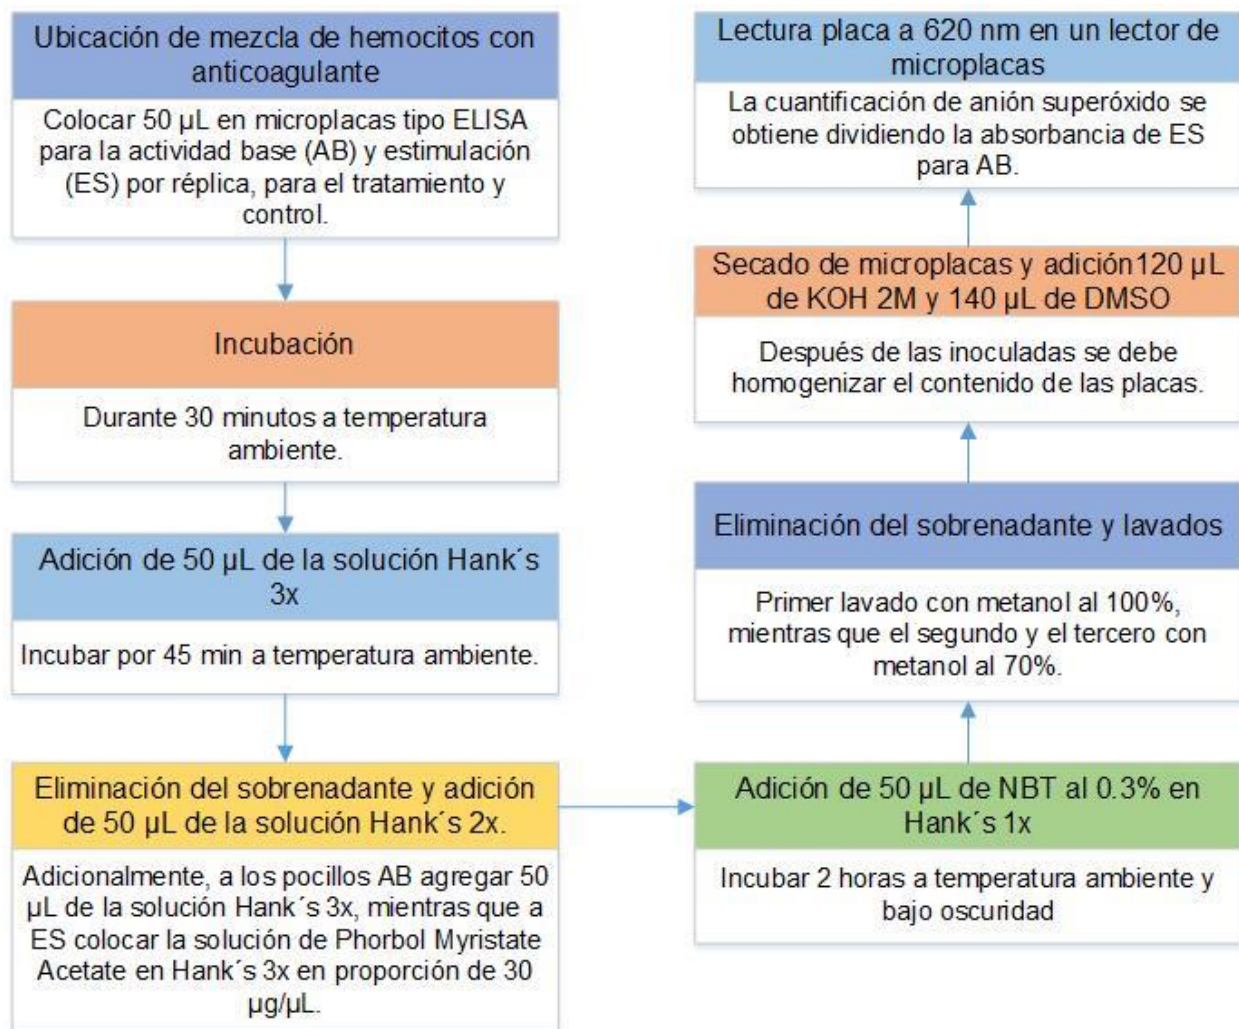 Ubicación de mezcla de hemocitos con
anticoagulante
Colocar 50 µL en microplacas tipo ELISA
para la actividad base (AB) y estimulación
(ES) por réplica, para el tratamiento y
control.
Incubación
Durante 30 minutos a temperatura
ambiente.
Adición de 50 µL de la solución Hank´s
3x
Incubar por 45 min a temperatura ambiente.
Eliminación del sobrenadante y adición
de 50 µL de la solución Hank´s 2x.
Adicionalmente, a los pocillos AB agregar 50
µL de la solución Hank´s 3x, mientras que a
ES colocar la solución de Phorbol Myristate
Acetate en Hank´s 3x en proporción de 30
µg/µL.
Adición de 50 µL de NBT al 0.3% en
Hank´s 1x
Incubar 2 horas a temperatura ambiente y
bajo oscuridad
Eliminación del sobrenadante y lavados
Primer lavado con metanol al 100%,
mientras que el segundo y el tercero con
metanol al 70%.
Secado de microplacas y adición120 µL
de KOH 2M y 140 µL de DMSO
Después de las inoculadas se debe
homogenizar el contenido de las placas.
Lectura placa a 620 nm en un lector de
microplacas
La cuantificación de anión superóxido se
obtiene dividiendo la absorbancia de ES
para AB.